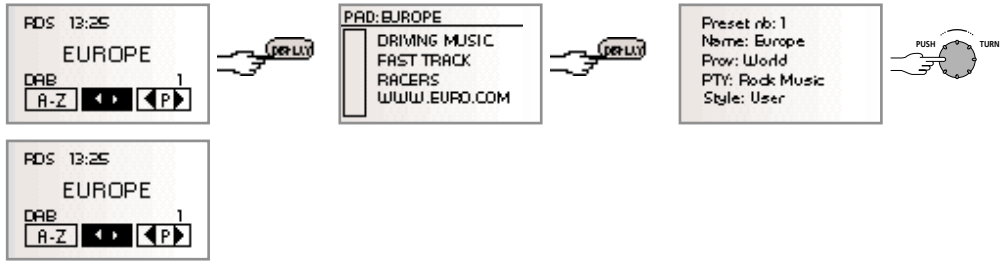 RDS 13:25
EUROPE
DAB 1
A-Z P
DISPLAY
PAD: EUROPE
DRIVING MUSIC
FAST TRACK
RACERS
WWW.EURO.COM
DISPLAY
Preset nb: 1
Name: Europe
Prov: World
PTY: Rock Music
Style: User
PUSH TURN
RDS 13:25
EUROPE
DAB 1
A-Z P